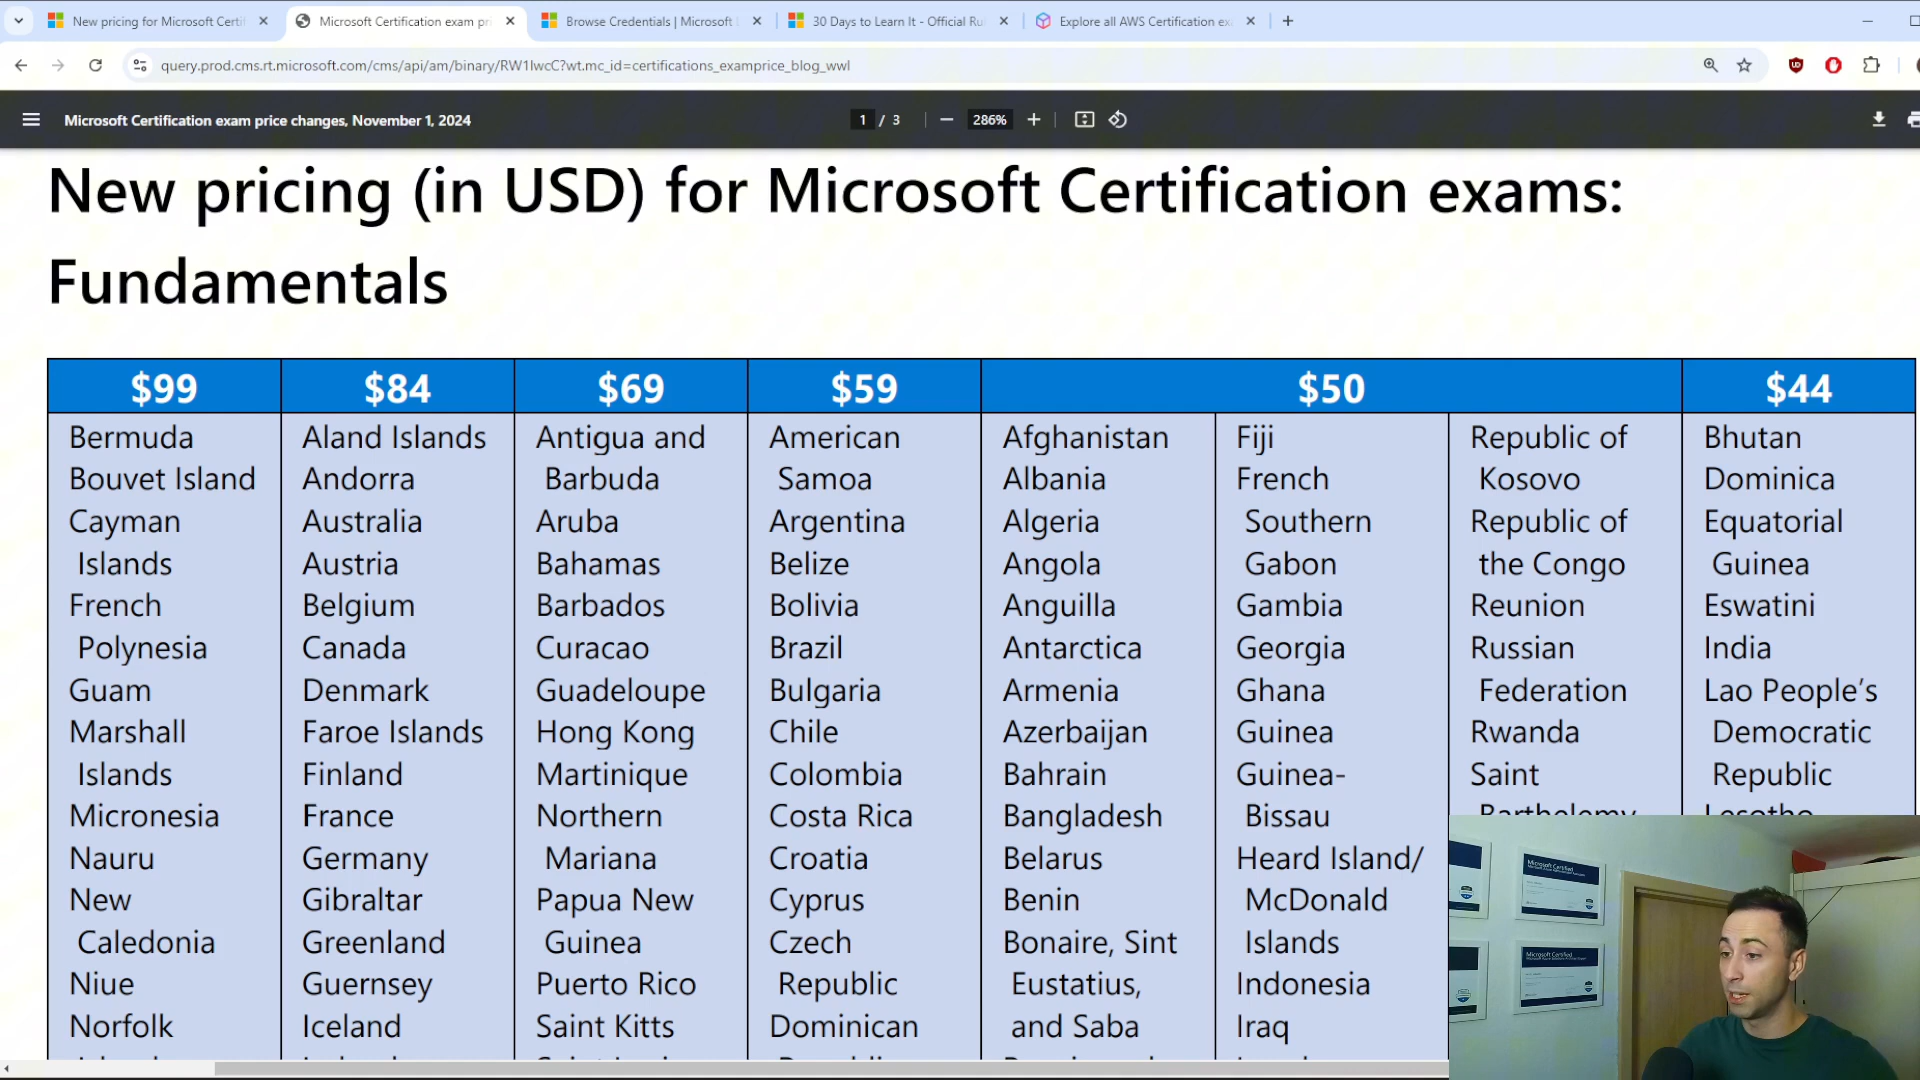 New pricing for Microsoft Certif
Microsoft Certification exam pri
Browse Credentials | Microsoft L
30 Days to Learn It - Official Ru
Explore all AWS Certification ex
query.prod.cms.rt.microsoft.com/cms/api/am/binary/RW1IwcC?wt.mc_id=certifications_examprice_blog_wwl
Microsoft Certification exam price changes, November 1, 2024
1 / 3
286%
New pricing (in USD) for Microsoft Certification exams:
Fundamentals
$99
Bermuda
Bouvet Island
Cayman
Islands
French
Polynesia
Guam
Marshall
Islands
Micronesia
Nauru
New
Caledonia
Niue
Norfolk
$84
Aland Islands
Andorra
Australia
Austria
Belgium
Canada
Denmark
Faroe Islands
Finland
France
Germany
Gibraltar
Greenland
Guernsey
Iceland
$69
Antigua and
Barbuda
Aruba
Bahamas
Barbados
Curacao
Guadeloupe
Hong Kong
Martinique
Northern
Mariana
Papua New
Guinea
Puerto Rico
Saint Kitts
$59
American
Samoa
Argentina
Belize
Bolivia
Brazil
Bulgaria
Chile
Colombia
Costa Rica
Croatia
Cyprus
Czech
Republic
Dominican
$50
Afghanistan
Albania
Algeria
Angola
Anguilla
Antarctica
Armenia
Azerbaijan
Bahrain
Bangladesh
Belarus
Benin
Bonaire, Sint
Eustatius,
and Saba
Fiji
French
Southern
Gabon
Gambia
Georgia
Ghana
Guinea
Guinea-
Bissau
Heard Island/
McDonald
Islands
Indonesia
Iraq
Republic of
Kosovo
Republic of
the Congo
Reunion
Russian
Federation
Rwanda
Saint
Barthelemy
$44
Bhutan
Dominica
Equatorial
Guinea
Eswatini
India
Lao People's
Democratic
Republic
Lesotho
Microsoft Certified
Microsoft Certified